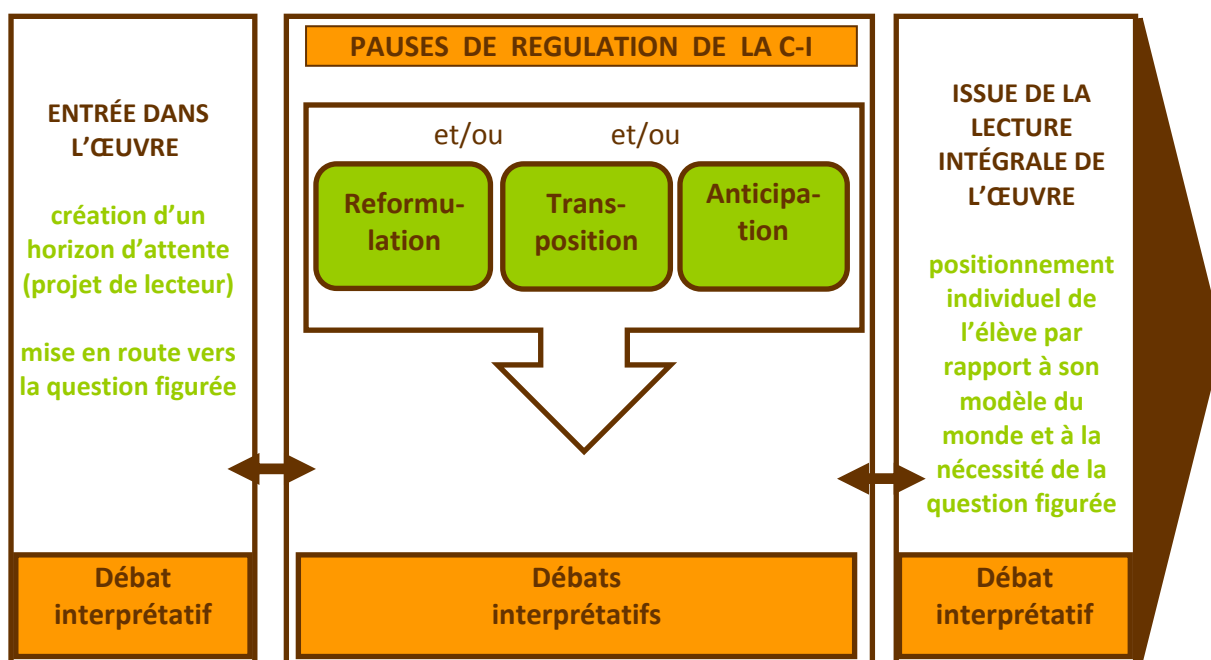 ENTRÉE DANS
L’ŒUVRE
création d’un
horizon d’attente
(projet de lecteur)
mise en route vers
la question figurée
Débat
interprétatif
PAUSES DE REGULATION DE LA C-I
et/ou et/ou
Reformu-
lation
Trans-
position
Anticipa-
tion
Débats
interprétatifs
ISSUE DE LA
LECTURE
INTÉGRALE DE
L’ŒUVRE
positionnement
individuel de
l’élève par
rapport à son
modèle du
monde et à la
nécessité de la
question figurée
Débat
interprétatif